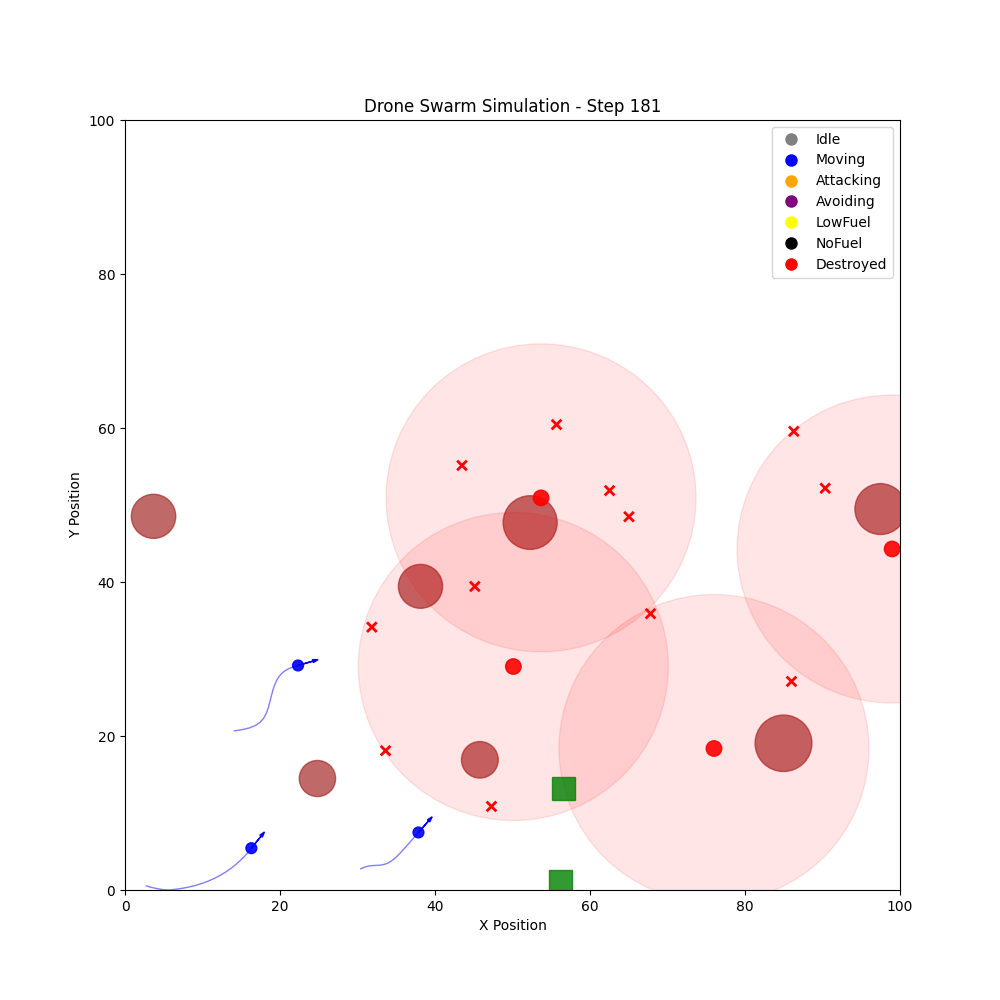 Drone Swarm Simulation - Step 181
100
80
60
40
20
0
Y Position
0 20 40 60 80 100
X Position
Idle
Moving
Attacking
Avoiding
LowFuel
NoFuel
Destroyed